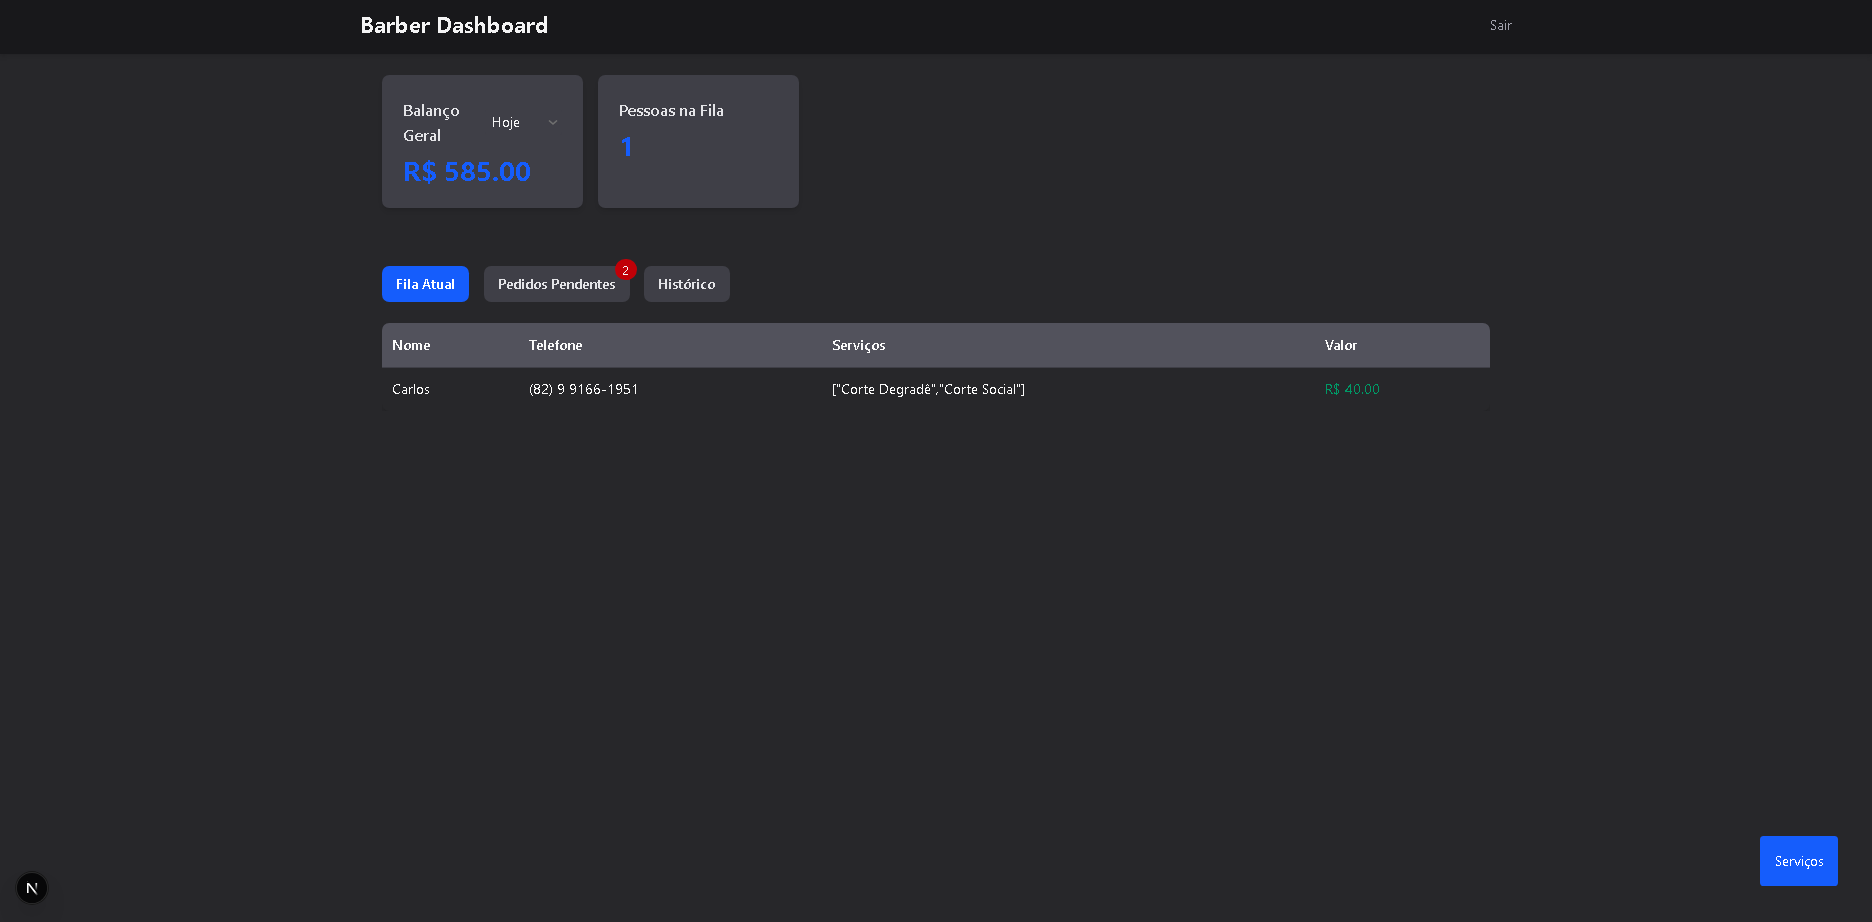 Barber Dashboard
Sair
Balanço
Geral
Hoje
R$ 585.00
Pessoas na Fila
1
Fila Atual
Pedidos Pendentes
2
Histórico
Nome Telefone Serviços Valor
Carlos (82) 9 9166-1951 ["Corte Degradê","Corte Social"] R$ 40.00
Serviços
N